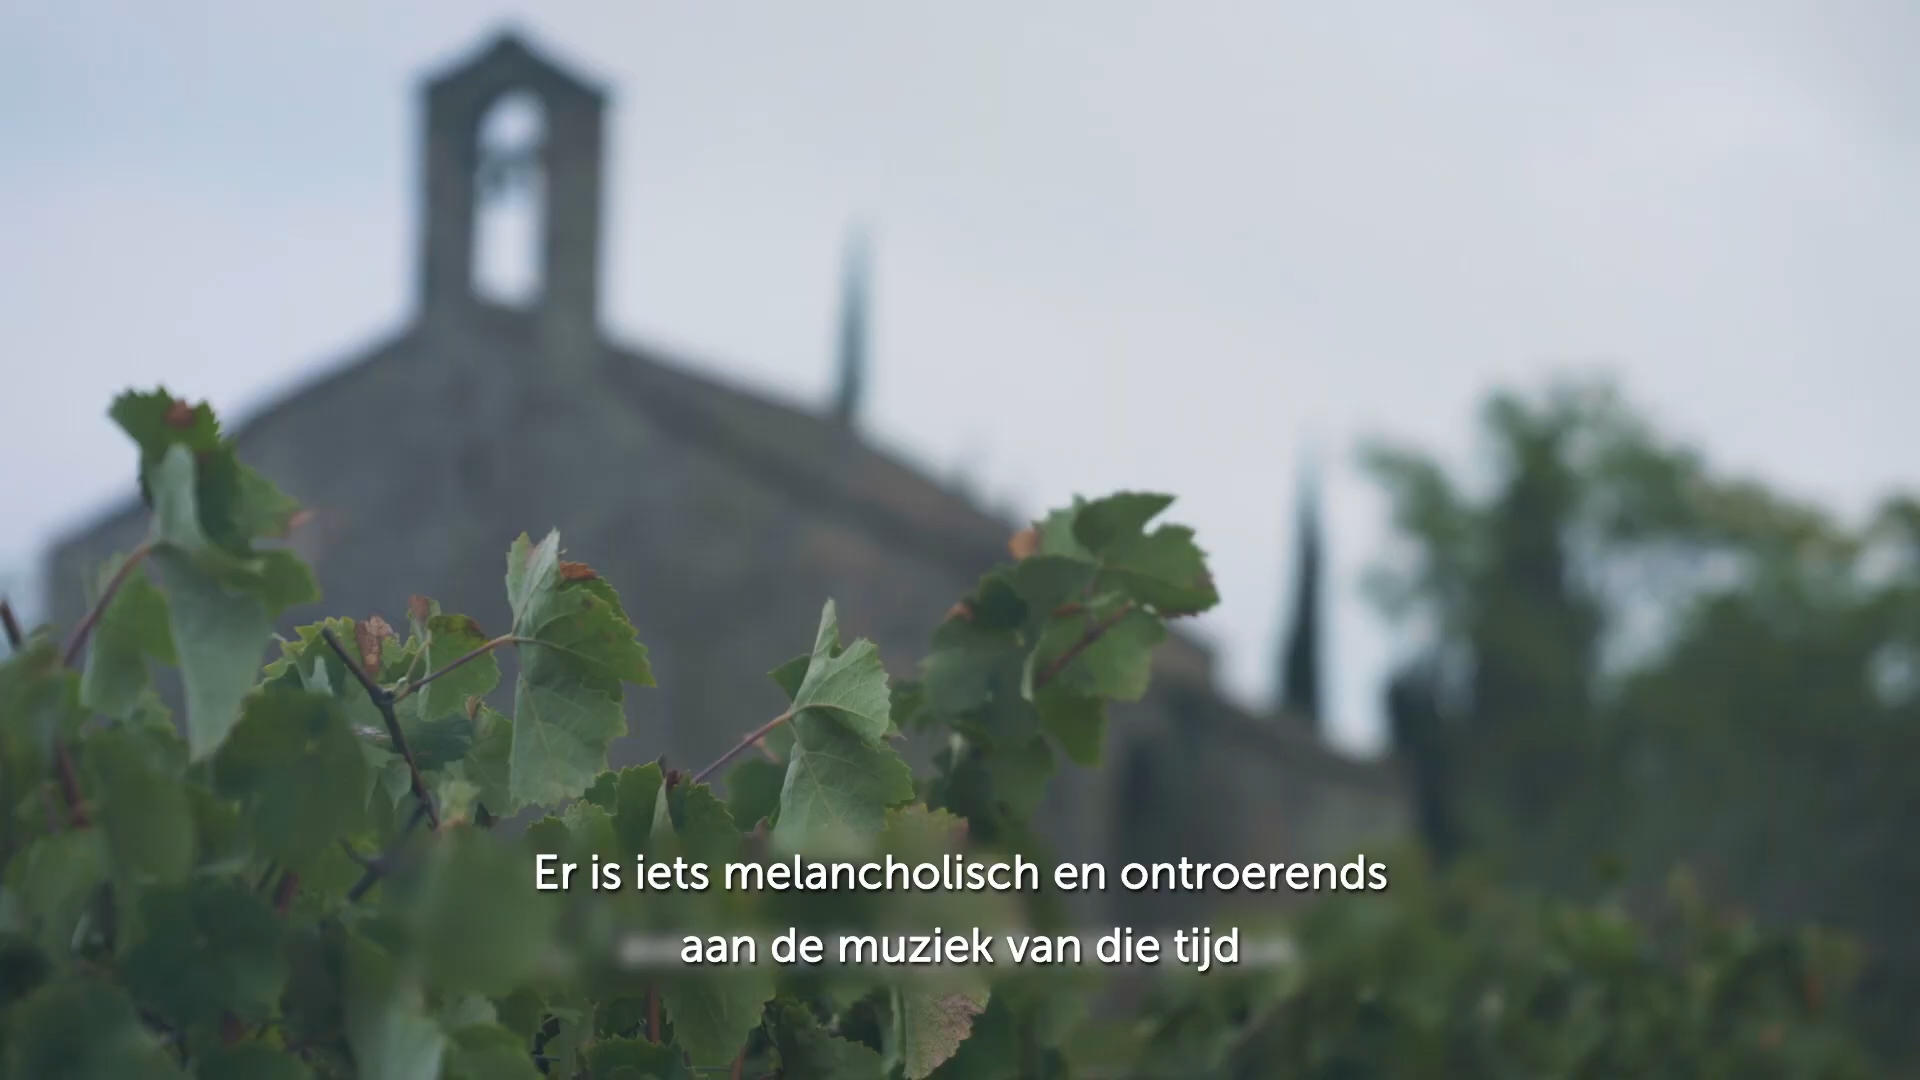 Er is iets melancholisch en ontroerends
aan de muziek van die tijd